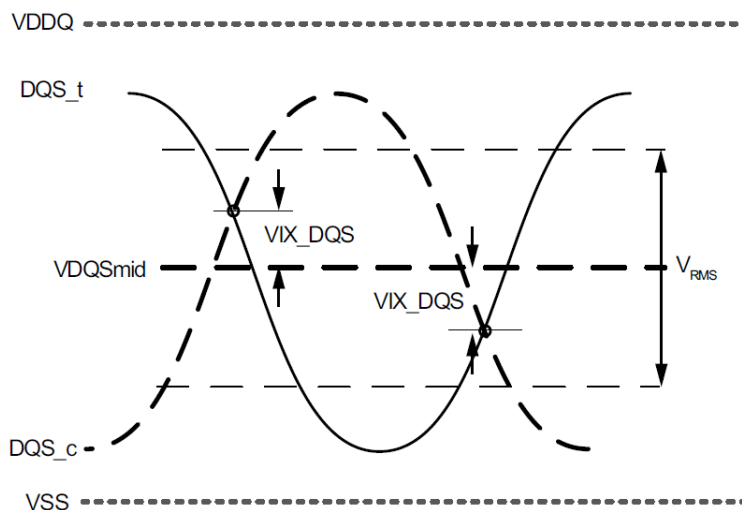 VDDQ
DQS_t
VIX_DQS
VDQSmid
VRMS
VIX_DQS
DQS_c
VSS